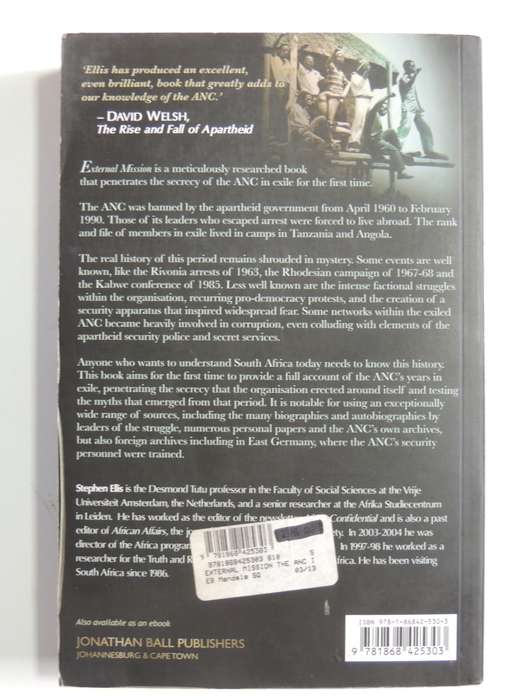 'Ellis has produced an excellent,
even brilliant, book that greatly adds to
our knowledge of the ANC.'
– DAVID WELSH,
The Rise and Fall of Apartheid
External Mission is a meticulously researched book
that penetrates the secrecy of the ANC in exile for the first time.
The ANC was banned by the apartheid government from April 1960 to February
1990. Those of its leaders who escaped arrest were forced to live abroad. The rank
and file of members in exile lived in camps in Tanzania and Angola.
The real history of this period remains shrouded in mystery. Some events are well
known, like the Rivonia arrests of 1963, the Rhodesian campaign of 1967-68 and
the Kabwe conference of 1985. Less well known are the intense factional struggles
within the organisation, recurring pro-democracy protests, and the creation of a
security apparatus that inspired widespread fear. Some networks within the exiled
ANC became heavily involved in corruption, even colluding with elements of the
apartheid security police and secret services.
Anyone who wants to understand South Africa today needs to know this history.
This book aims for the first time to provide a full account of the ANC's years in
exile, penetrating the secrecy that the organisation erected around itself and testing
the myths that emerged from that period. It is notable for using an exceptionally
wide range of sources, including the many biographies and autobiographies by
leaders of the struggle, numerous personal papers and the ANC's own archives,
but also foreign archives including in East Germany, where the ANC's security
personnel were trained.
Stephen Ellis is the Desmond Tutu professor in the Faculty of Social Sciences at the Vrije
Universiteit Amsterdam, the Netherlands, and a senior researcher at the Afrika Studiecentrum
in Leiden. He has worked as the editor of the Confidential and is also a past
editor of African Affairs, the In 2003-2004 he was
director of the Africa In 1997-98 he worked as a
researcher for the Truth and He has been visiting
South Africa since 1986.
9 781868 425303
9781868425303 S
EXTERNAL MISSION THE ANC I
EB Mandela SQ 03/13
Also available as an ebook
JONATHAN BALL PUBLISHERS
JOHANNESBURG & CAPE TOWN
ISBN 978-1-86842-530-3
9 781868 425303